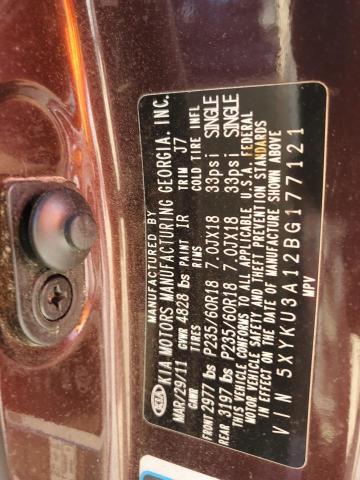 MANUFACTURED BY
KIA KIA MOTORS MANUFACTURING GEORGIA. INC.
MAR/29/11 GVWR 4828 lbs PAINT IR TRIM J7
GAWR TIRES RIMS COLD TIRE INFL
FRONT 2977 lbs P235/60R18 7.0JX18 33psi SINGLE
REAR 3197 lbs P235/60R18 7.0JX18 33psi SINGLE
THIS VEHICLE CONFORMS TO ALL APPLICABLE U.S.A. FEDERAL
MOTOR VEHICLE SAFETY AND THEFT PREVENTION STANDARDS
IN EFFECT ON THE DATE OF MANUFACTURE SHOWN ABOVE
VIN 5XYKU3A12BG177121
MPV